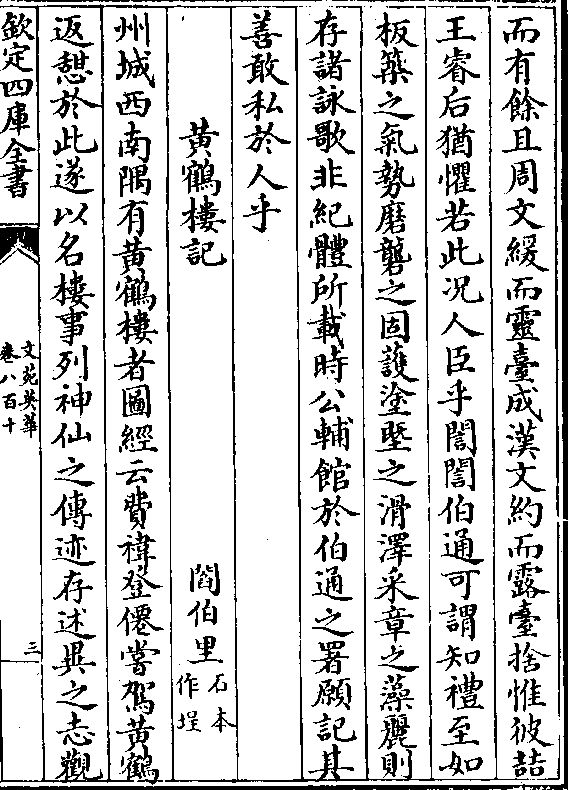 而有餘且周文緩而靈臺成漢文約而露臺捨惟彼喆
王睿后猶懼若此况人臣乎誾誾伯通可謂知禮至如
板築之氣勢磨礱之固護塗塈之滑澤采章之藻麗則
存諸詠歌非紀體所載時公輔館於伯通之署願記其
善敢私於人乎
黄鶴樓記
閻伯里
石本
作埕
州城西南隅有黄鶴樓者圖經云費褘登僊嘗駕黄鶴
返憇於此遂以名樓事列神仙之傳迹存述異之志觀
欽定四庫全書
文苑英華
卷八百十
三